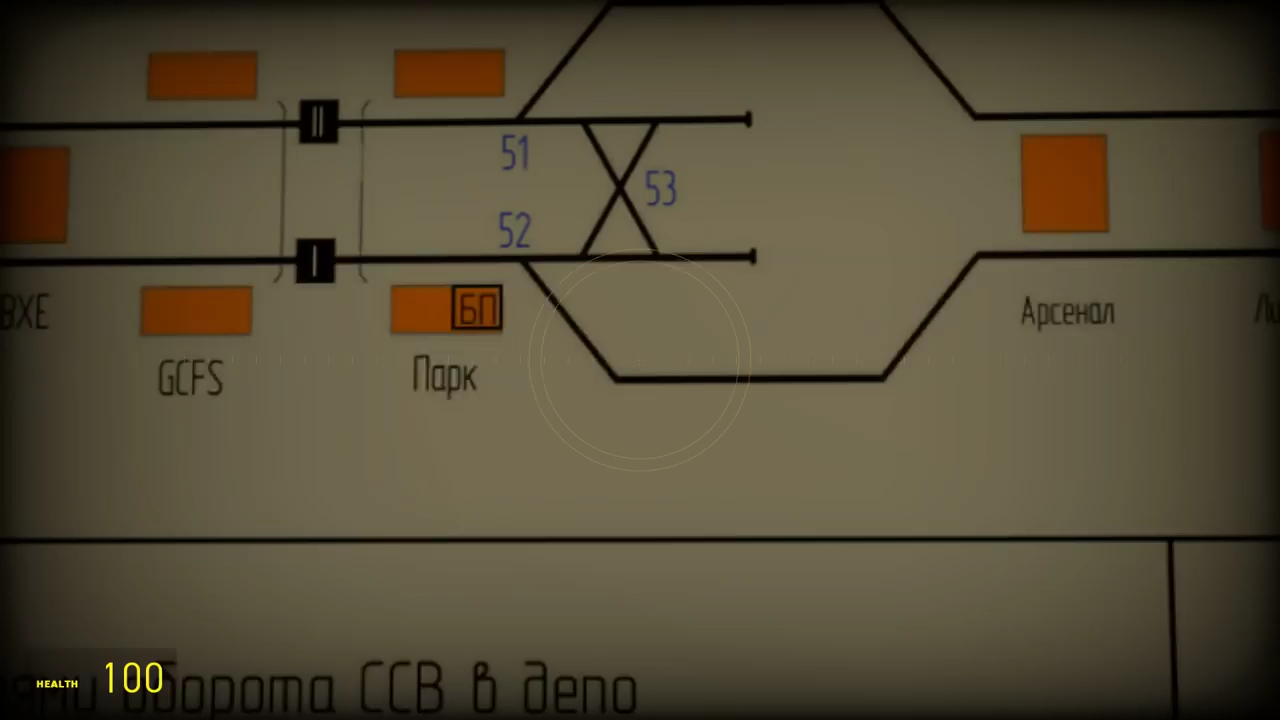 II
51
53
52
I
БП
ВХЕ
Арсенал
GCFS
Парк
оборота ССВ в депо
HEALTH 100